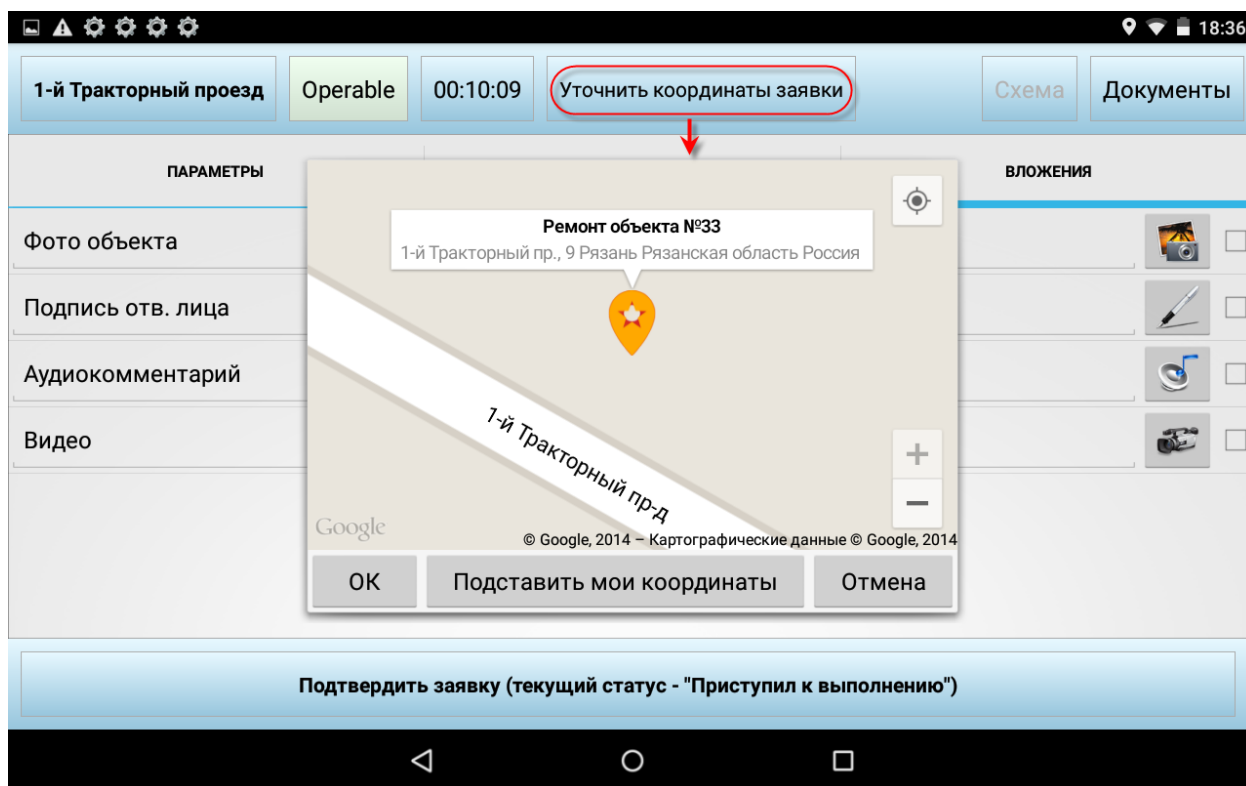 18:36
1-й Тракторный проезд
Operable
00:10:09
Уточнить координаты заявки
Схема
Документы
ПАРАМЕТРЫ
ВЛОЖЕНИЯ
Ремонт объекта №33
1-й Тракторный пр., 9 Рязань Рязанская область Россия
Фото объекта
Подпись отв. лица
Аудиокомментарий
Видео
1-й Тракторный пр-д
Google
© Google, 2014 – Картографические данные © Google, 2014
ОК
Подставить мои координаты
Отмена
Подтвердить заявку (текущий статус - "Приступил к выполнению")